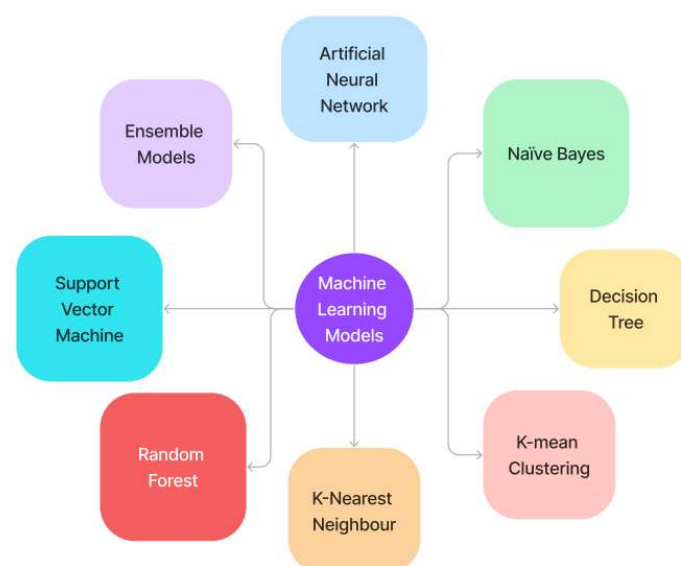 Artificial
Neural
Network
Ensemble
Models
Naïve Bayes
Support
Vector
Machine
Machine
Learning
Models
Decision
Tree
Random
Forest
K-Nearest
Neighbour
K-mean
Clustering